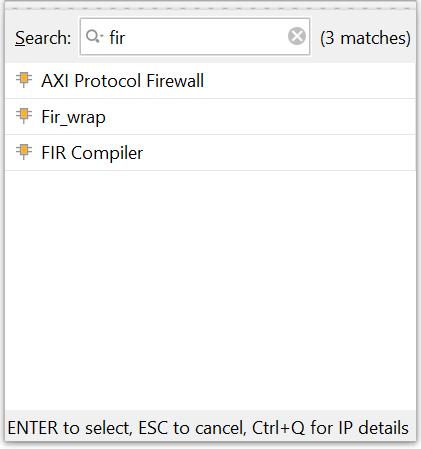 Search: fir (3 matches)
AXI Protocol Firewall
Fir_wrap
FIR Compiler
ENTER to select, ESC to cancel, Ctrl+Q for IP details